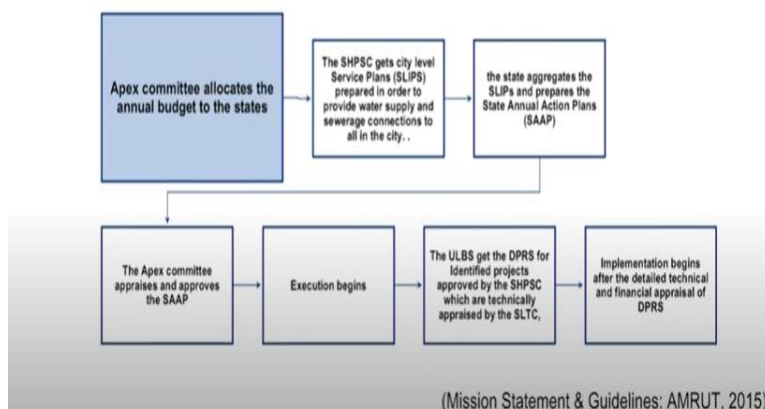 Apex committee allocates the
annual budget to the states
The SHPSC gets city level
Service Plans (SLIPS)
prepared in order to
provide water supply and
sewerage connections to
all in the city. .
the state aggregates the
SLIPs and prepares the
State Annual Action Plans
(SAAP)
The Apex committee
appraises and approves
the SAAP
Execution begins
The ULBS get the DPRS for
Identified projects
approved by the SHPSC
which are technically
appraised by the SLTC,
Implementation begins
after the detailed technical
and financial appraisal of
DPRS
(Mission Statement & Guidelines: AMRUT, 2015)